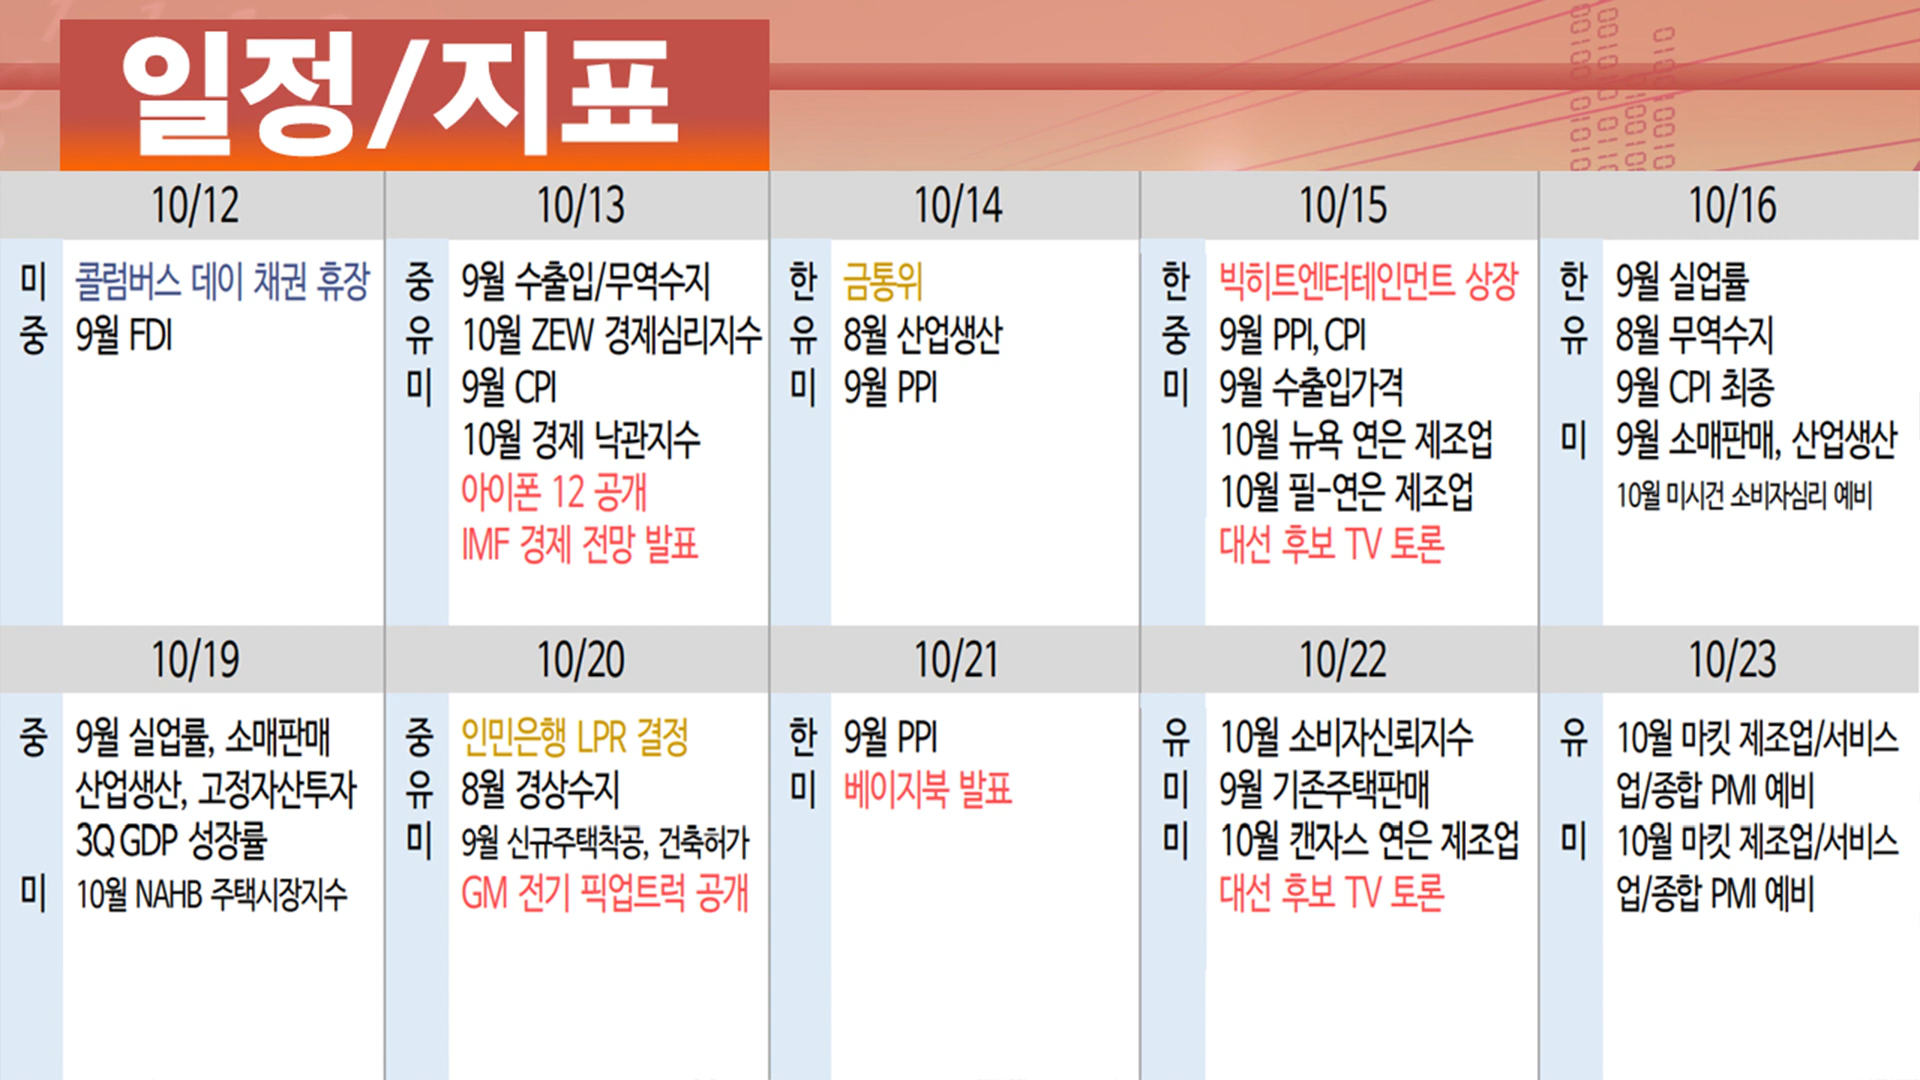 일정/지표
10/12
미 콜럼버스 데이 채권 휴장
중 9월 FDI
10/13
중 9월 수출입/무역수지
유 10월 ZEW 경제심리지수
미 9월 CPI
10월 경제 낙관지수
아이폰 12 공개
IMF 경제 전망 발표
10/14
한 금통위
유 8월 산업생산
미 9월 PPI
10/15
한 빅히트엔터테인먼트 상장
중 9월 PPI, CPI
미 9월 수출입가격
10월 뉴욕 연은 제조업
10월 필-연은 제조업
대선 후보 TV 토론
10/16
한 9월 실업률
유 8월 무역수지
9월 CPI 최종
미 9월 소매판매, 산업생산
10월 미시건 소비자심리 예비
10/19
중 9월 실업률, 소매판매
산업생산, 고정자산투자
3Q GDP 성장률
미 10월 NAHB 주택시장지수
10/20
중 인민은행 LPR 결정
유 8월 경상수지
미 9월 신규주택착공, 건축허가
GM 전기 픽업트럭 공개
10/21
한 9월 PPI
미 베이지북 발표
10/22
유 10월 소비자신뢰지수
미 9월 기존주택판매
미 10월 캔자스 연은 제조업
대선 후보 TV 토론
10/23
유 10월 마킷 제조업/서비스
업/종합 PMI 예비
미 10월 마킷 제조업/서비스
업/종합 PMI 예비